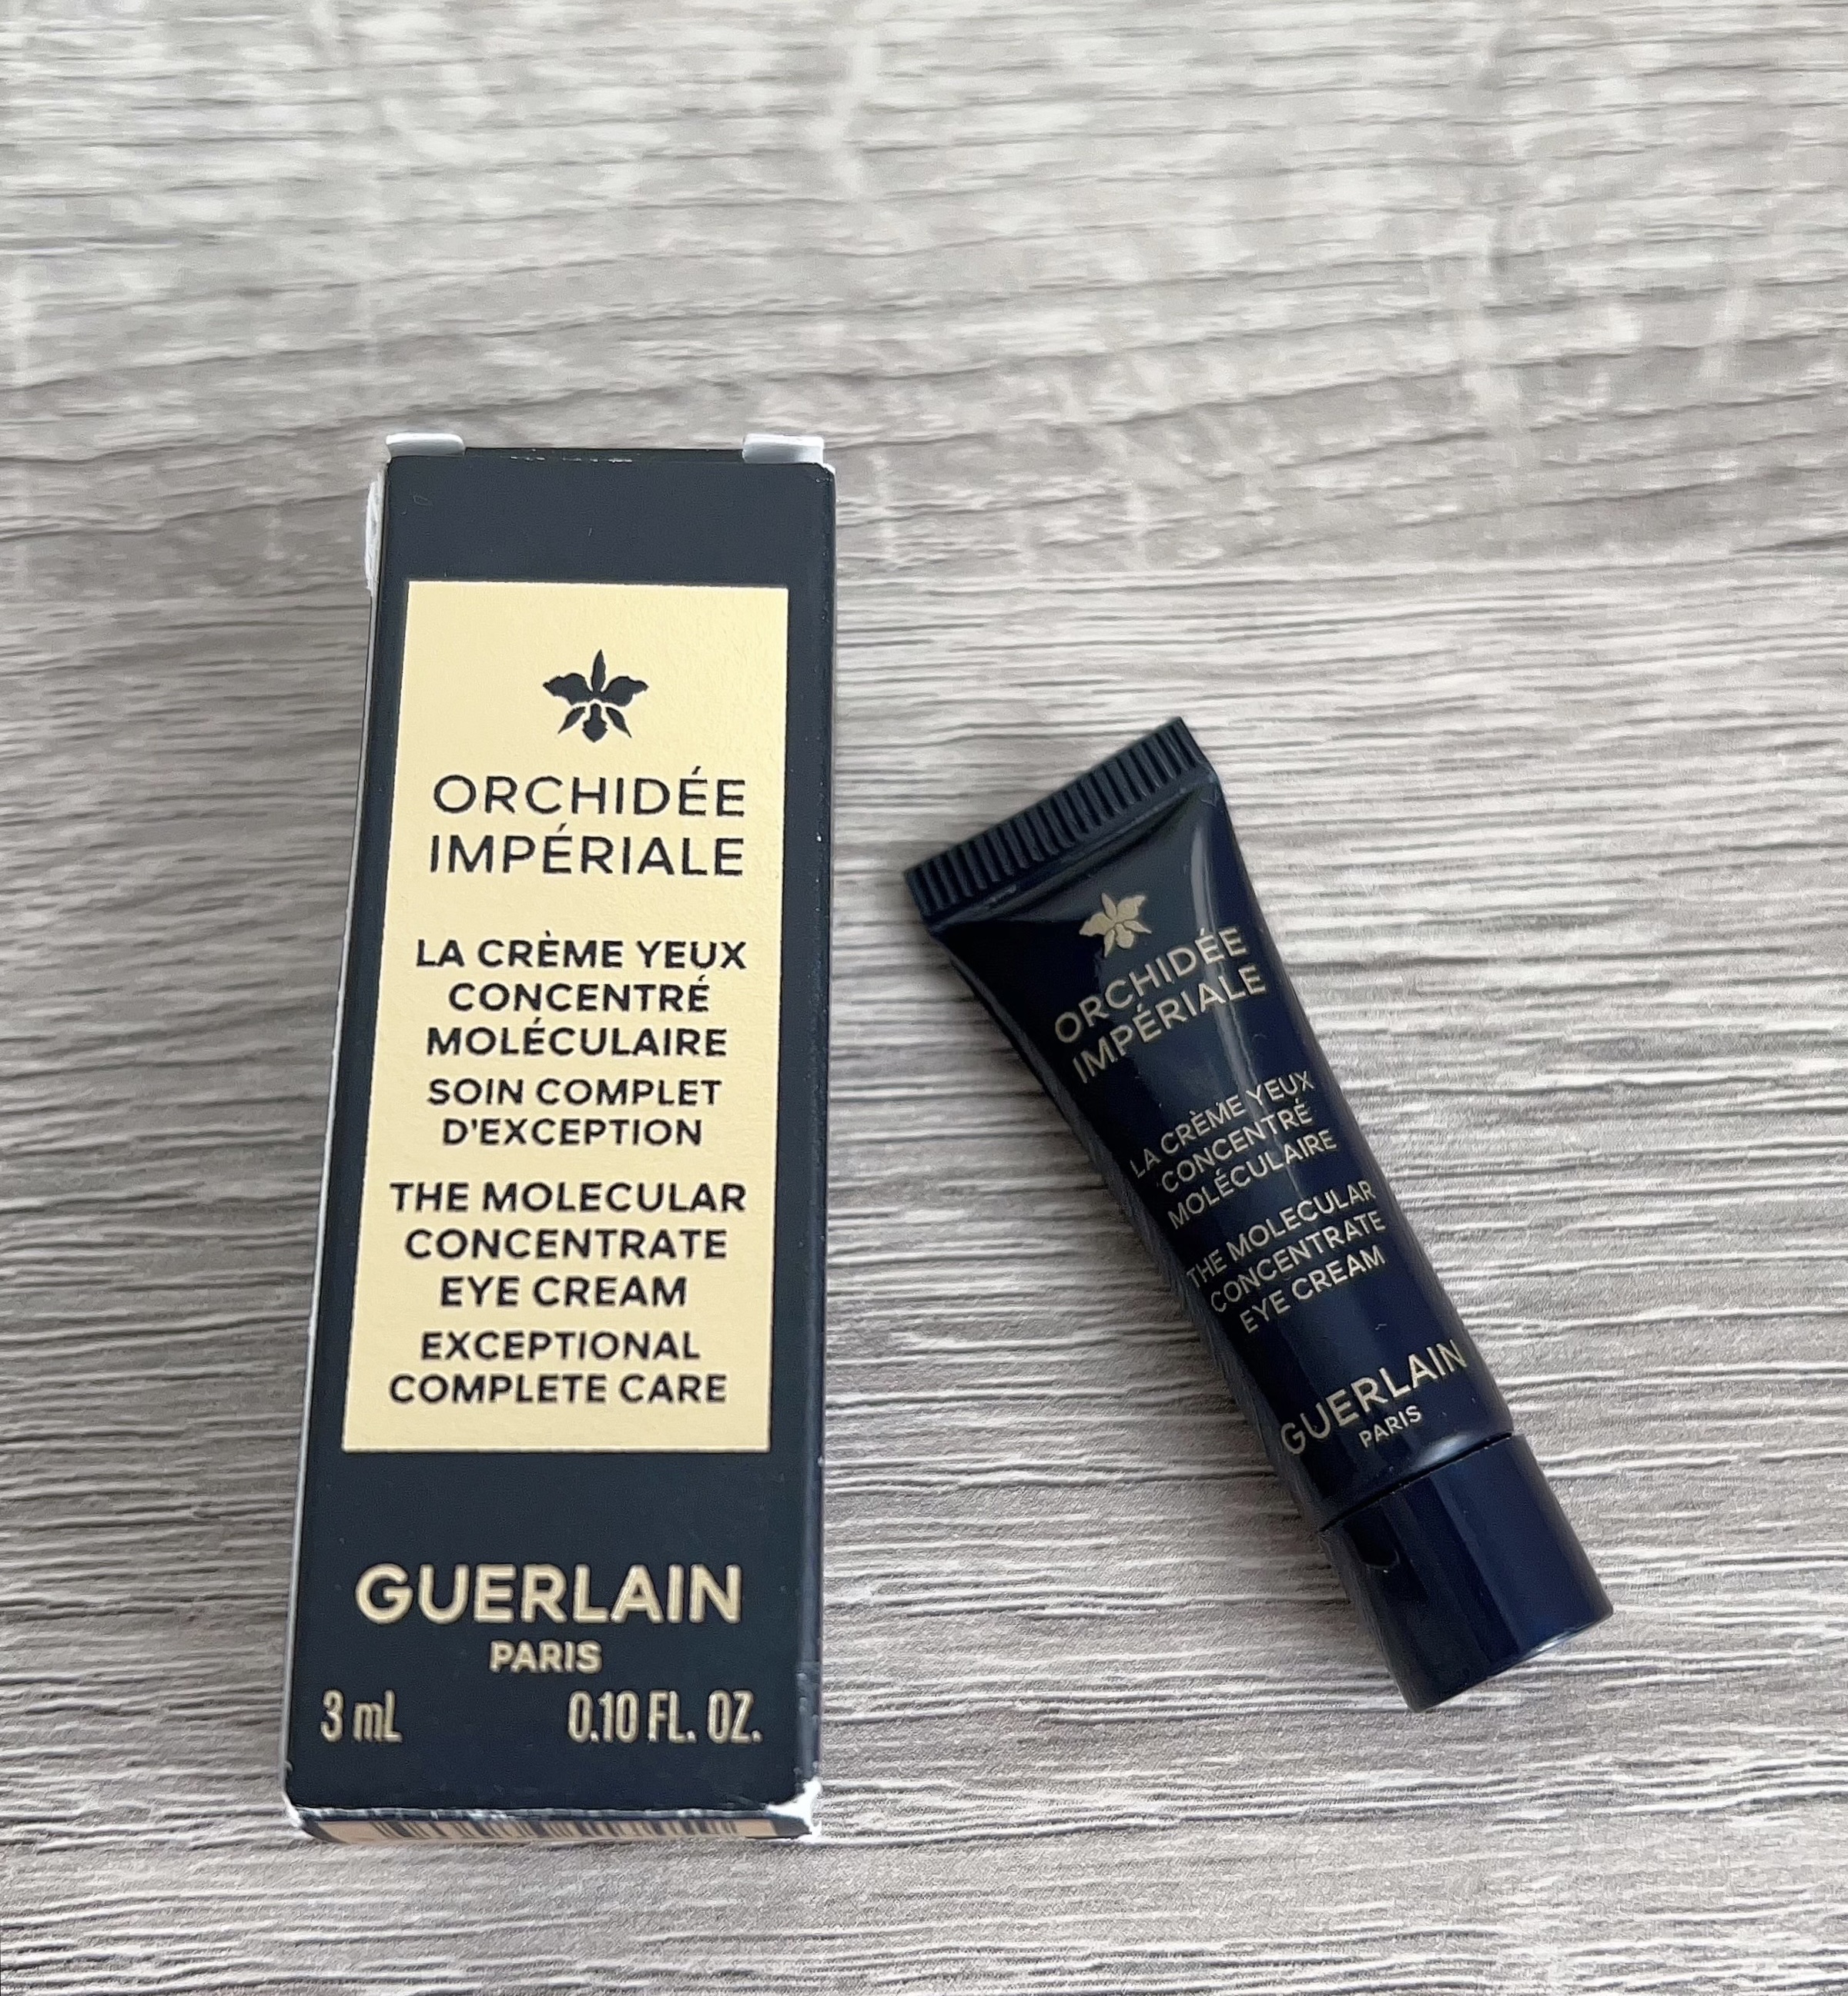 ORCHIDÉE
IMPÉRIALE
LA CRÈME YEUX
CONCENTRÉ
MOLÉCULAIRE
SOIN COMPLET
D'EXCEPTION
THE MOLECULAR
CONCENTRATE
EYE CREAM
EXCEPTIONAL
COMPLETE CARE
GUERLAIN
PARIS
3 mL 0.10 FL. OZ.
ORCHIDÉE
IMPÉRIALE
LA CRÈME YEUX
CONCENTRÉ
MOLÉCULAIRE
THE MOLECULAR
CONCENTRATE
EYE CREAM
GUERLAIN
PARIS